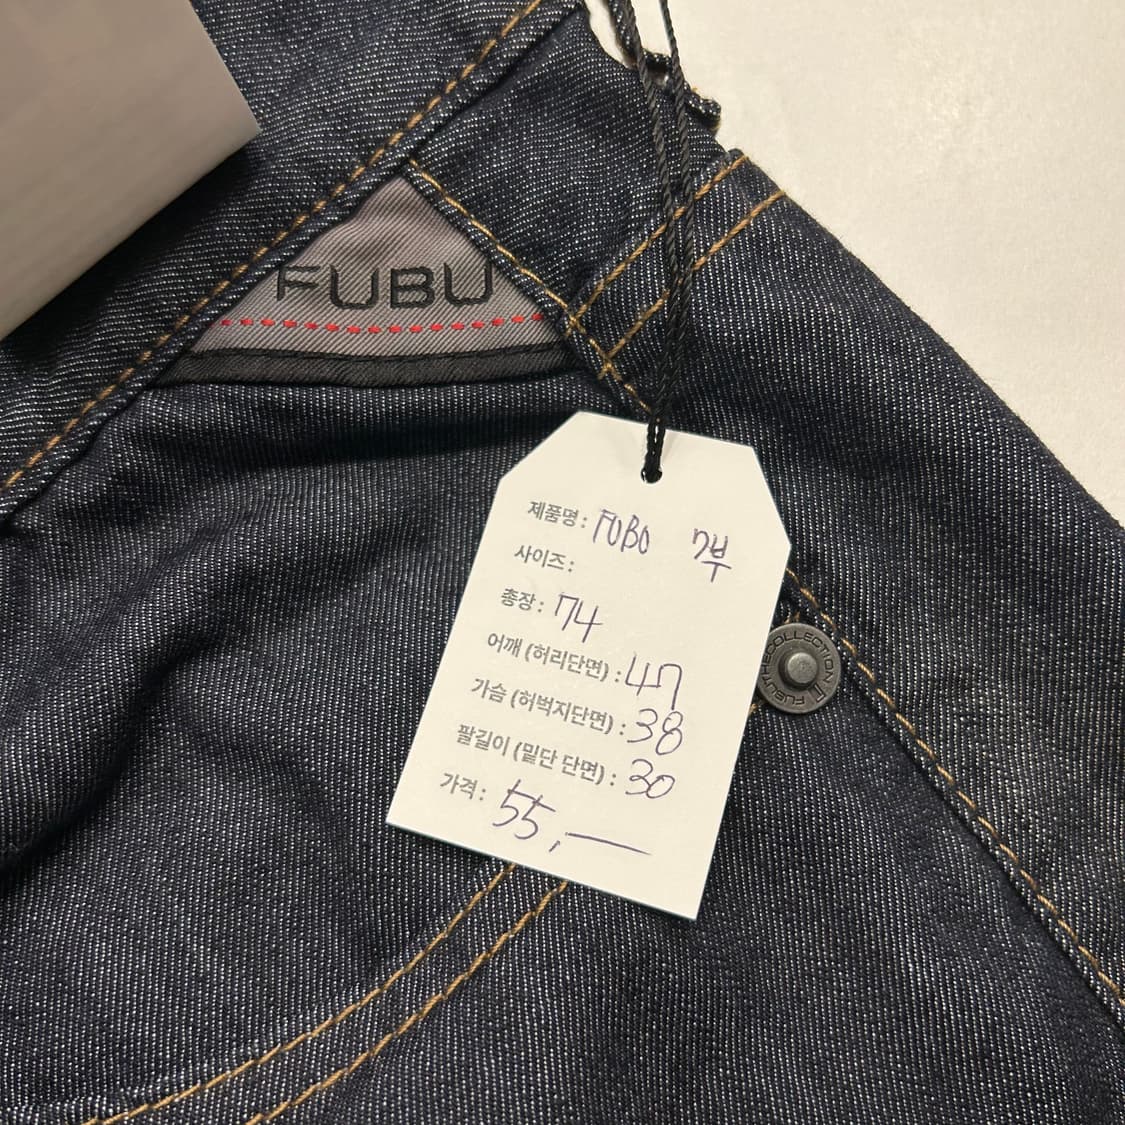 FUBU
제품명: FUBU 7부
사이즈:
총장: 74
어깨 (허리단면) : 47
가슴 (허벅지단면) : 38
팔길이 (밑단 단면) : 30
가격: 55,—
FUBUTHECOLLECTION